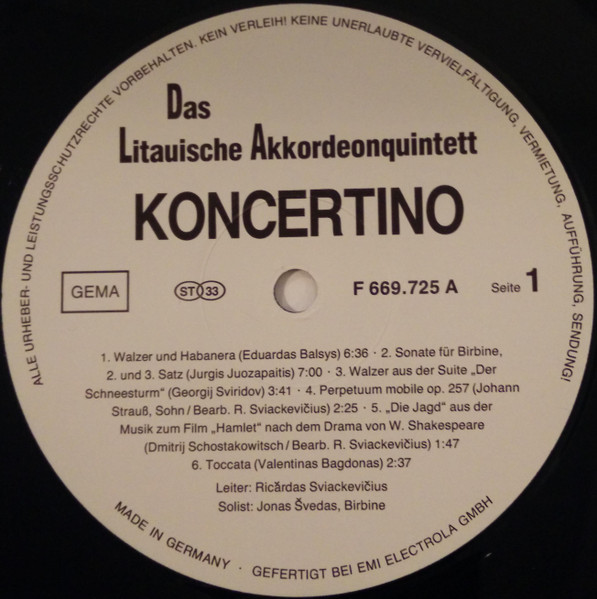 ALLE URHEBER- UND LEISTUNGSSCHUTZRECHTE VORBEHALTEN. KEIN VERLEIH! KEINE UNERLAUBTE VERVIELFÄLTIGUNG, VERMIETUNG, AUFFÜHRUNG, SENDUNG!
Das
Litauische Akkordeonquintett
KONCERTINO
GEMA ST 33 F 669.725 A Seite 1
1. Walzer und Habanera (Eduardas Balsys) 6:36 · 2. Sonate für Birbine,
2. und 3. Satz (Jurgis Juozapaitis) 7:00 · 3. Walzer aus der Suite „Der
Schneesturm“ (Georgij Sviridov) 3:41 · 4. Perpetuum mobile op. 257 (Johann
Strauß, Sohn/Bearb. R. Sviackevičius) 2:25 · 5. „Die Jagd“ aus der
Musik zum Film „Hamlet“ nach dem Drama von W. Shakespeare
(Dmitrij Schostakowitsch/Bearb. R. Sviackevičius) 1:47
6. Toccata (Valentinas Bagdonas) 2:37
Leiter: Ricărdas Sviackevičius
Solist: Jonas Švedas, Birbine
MADE IN GERMANY · GEFERTIGT BEI EMI ELECTROLA GMBH